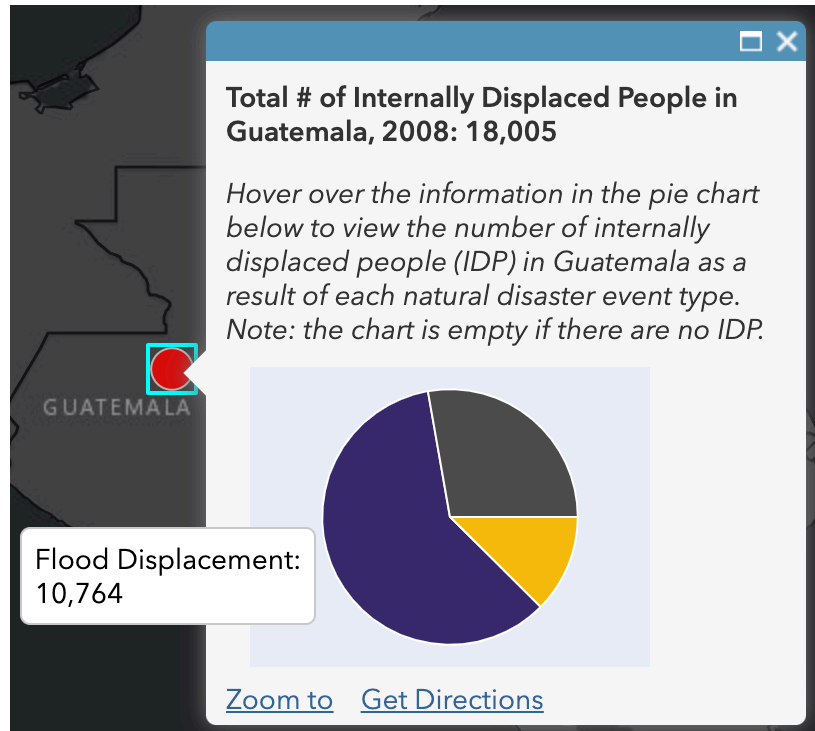 Total # of Internally Displaced People in
Guatemala, 2008: 18,005
Hover over the information in the pie chart
below to view the number of internally
displaced people (IDP) in Guatemala as a
result of each natural disaster event type.
Note: the chart is empty if there are no IDP.
GUATEMALA
Flood Displacement:
10,764
Zoom to Get Directions